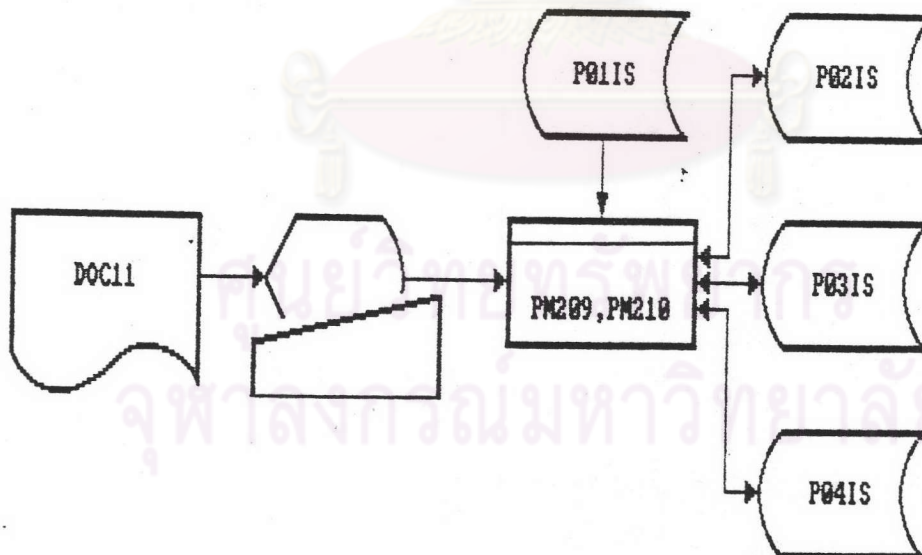 P01IS
P02IS
DOC11
PM209,PM210
P03IS
P04IS
ศูนย์วิทยทรัพยากร
จุฬาลงกรณ์มหาวิทยาลัย